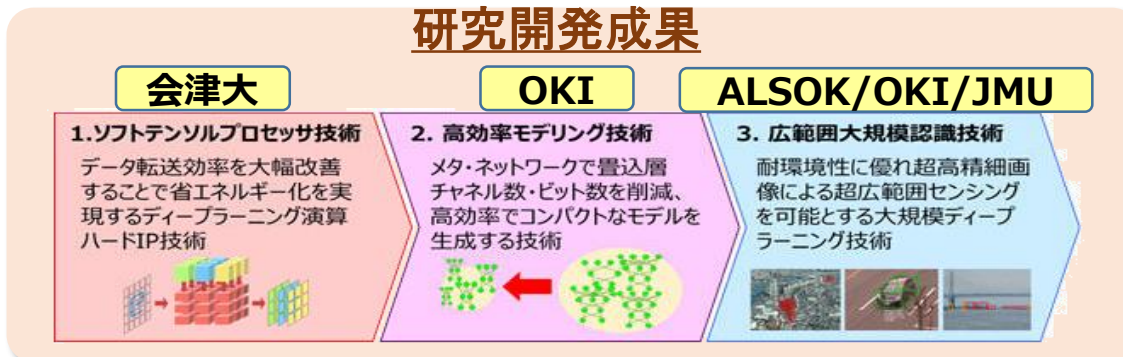 研究開発成果
会津大
OKI
ALSOK/OKI/JMU
1.ソフトテンソルプロセッサ技術
データ転送効率を大幅改善
することで省エネルギー化を実
現するディープラーニング演算
ハードIP技術
2. 高効率モデリング技術
メタ・ネットワークで畳込層
チャネル数・ビット数を削減、
高効率でコンパクトなモデルを
生成する技術
3. 広範囲大規模認識技術
耐環境性に優れ超高精細画
像による超広範囲センシング
を可能とする大規模ディープ
ラーニング技術